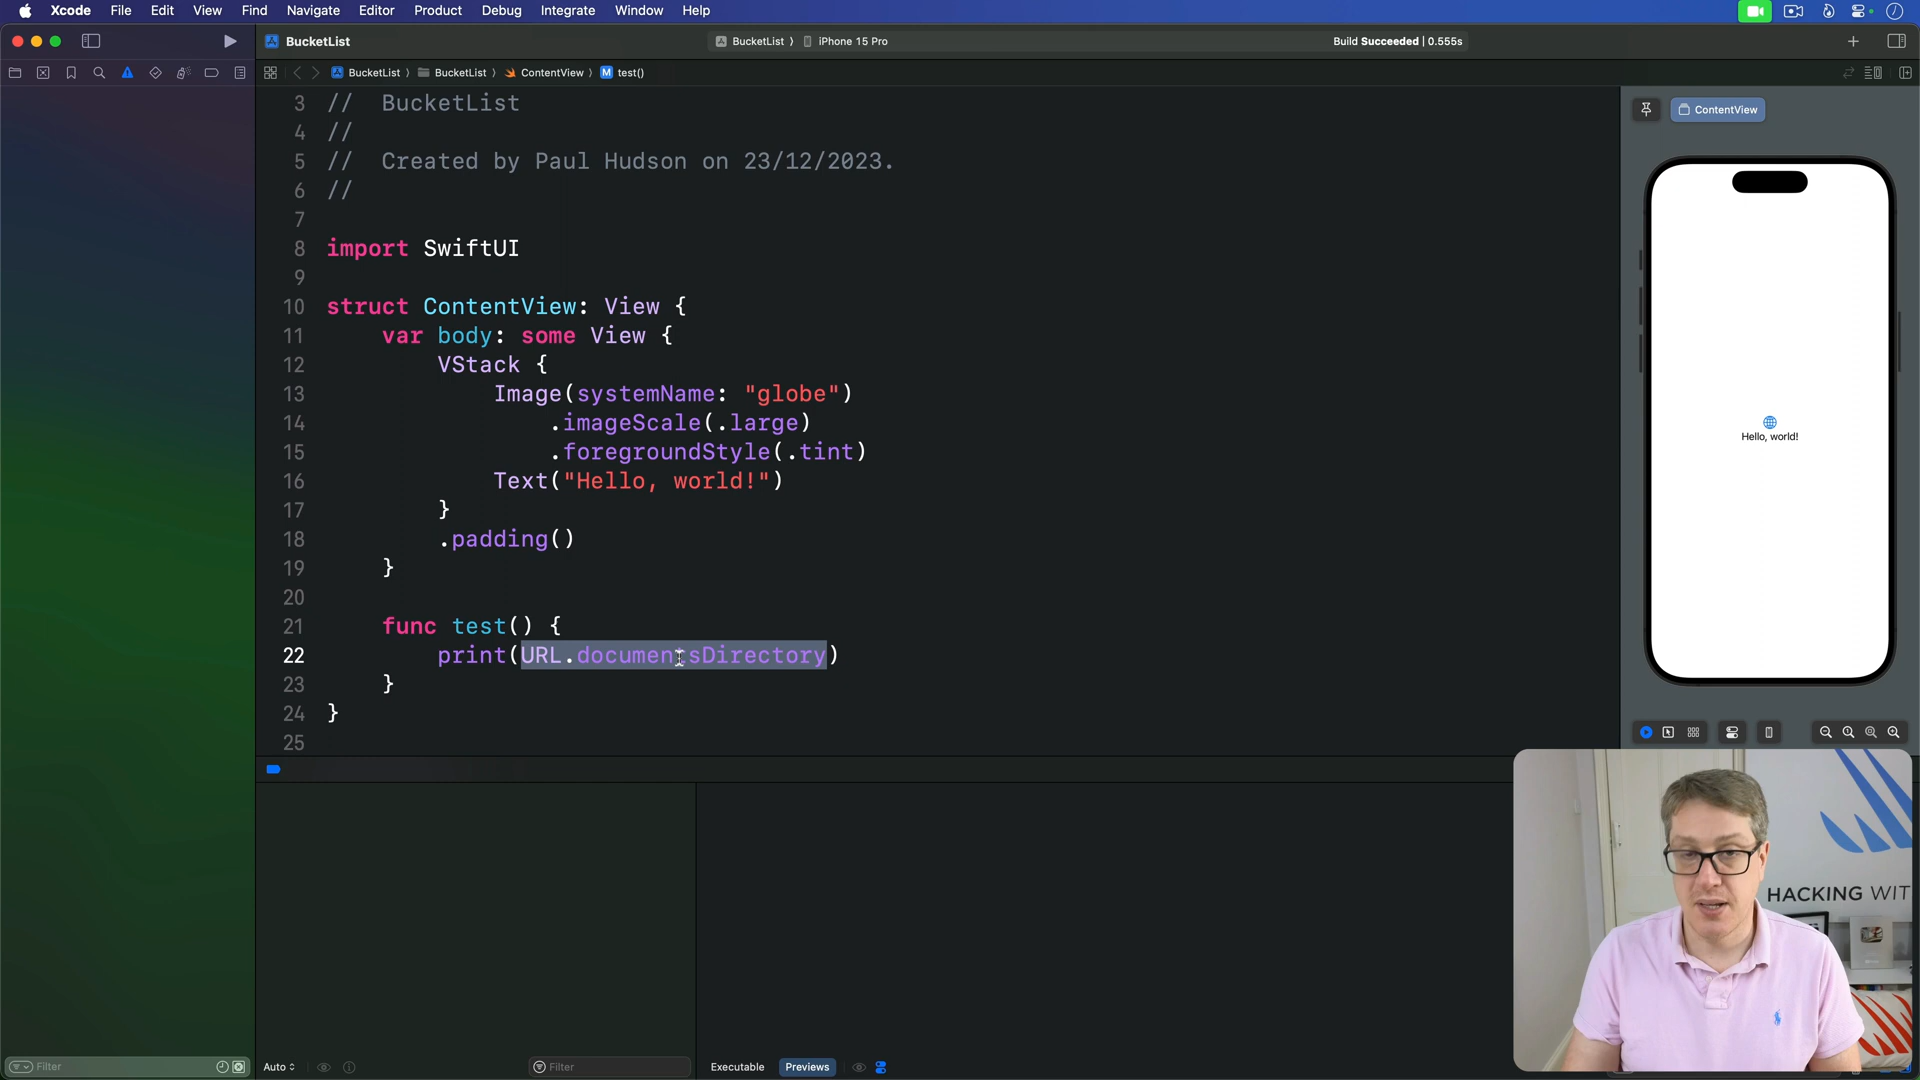 Xcode File Edit View Find Navigate Editor Product Debug Integrate Window Help
BucketList
BucketList 〉 iPhone 15 Pro
Build Succeeded | 0.555s
BucketList 〉 BucketList 〉 ContentView 〉 M test()
3 // BucketList
4 //
5 // Created by Paul Hudson on 23/12/2023.
6 //
7
8 import SwiftUI
9
10 struct ContentView: View {
11 var body: some View {
12 VStack {
13 Image(systemName: "globe")
14 .imageScale(.large)
15 .foregroundStyle(.tint)
16 Text("Hello, world!")
17 }
18 .padding()
19 }
20
21 func test() {
22 print(URL.documentsDirectory)
23 }
24 }
25
ContentView
Hello, world!
HACKING WIT
Filter
Auto
Filter
Executable Previews